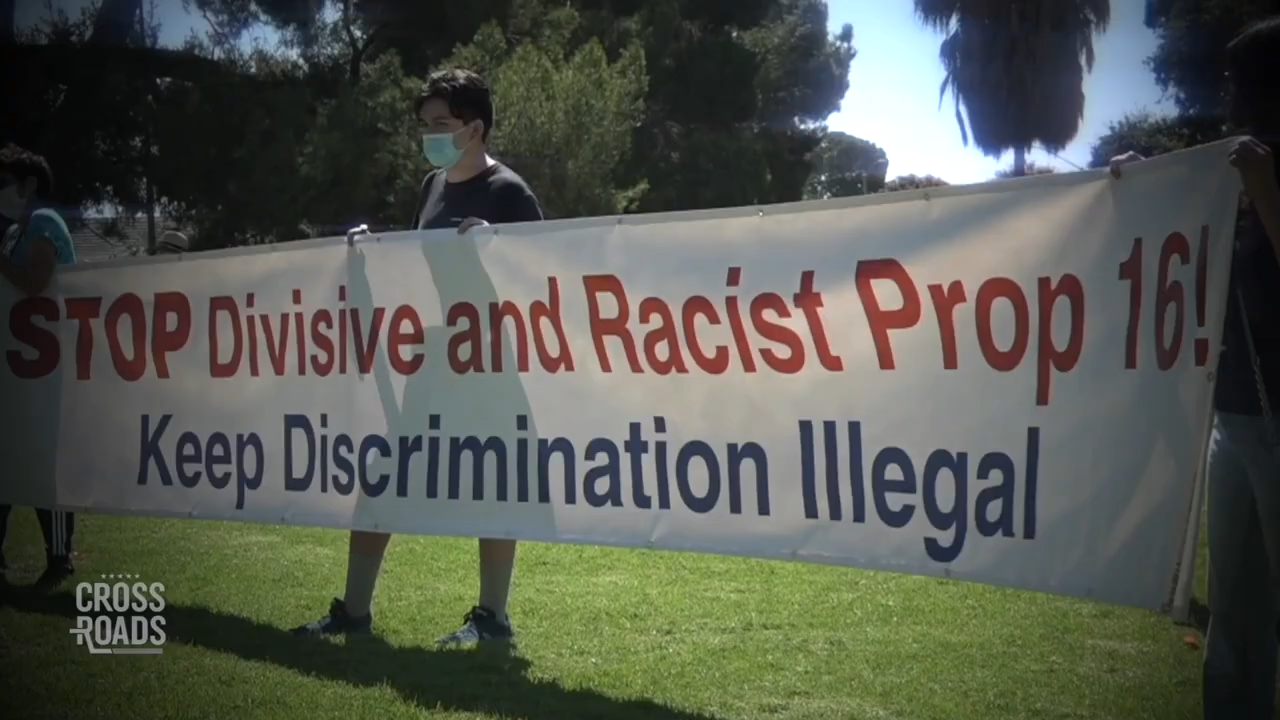 STOP Divisive and Racist Prop 16!
Keep Discrimination Illegal
CROSS
ROADS